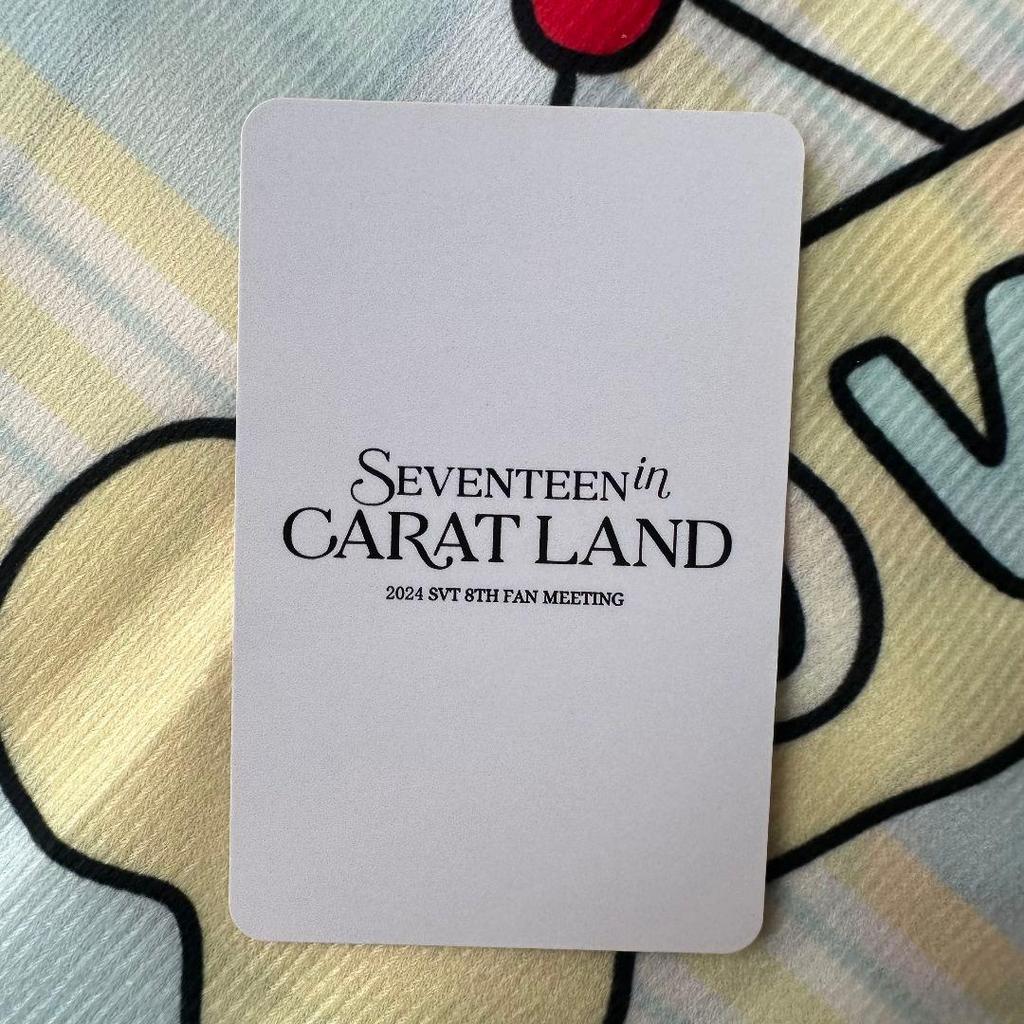 SEVENTEEN in
CARAT LAND
2024 SVT 8TH FAN MEETING